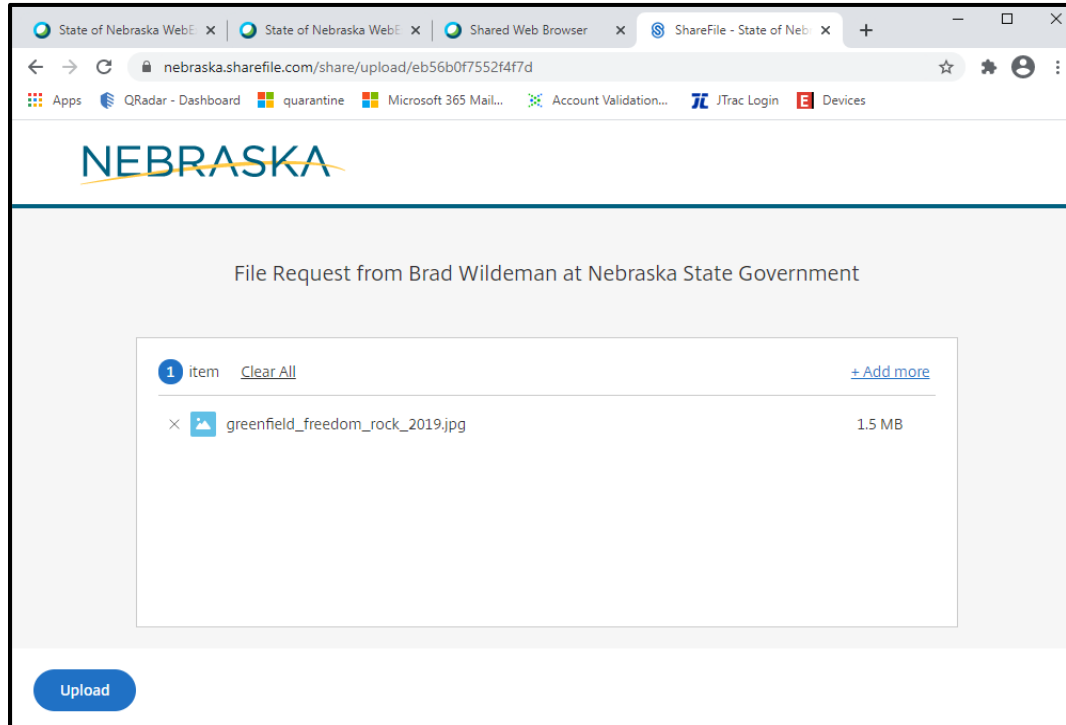 State of Nebraska WebE State of Nebraska WebE Shared Web Browser ShareFile - State of Neb
nebraska.sharefile.com/share/upload/eb56b0f7552f4f7d
Apps QRadar - Dashboard quarantine Microsoft 365 Mail... Account Validation... JTrac Login E Devices
NEBRASKA
File Request from Brad Wildeman at Nebraska State Government
1 item Clear All + Add more
greenfield_freedom_rock_2019.jpg 1.5 MB
Upload